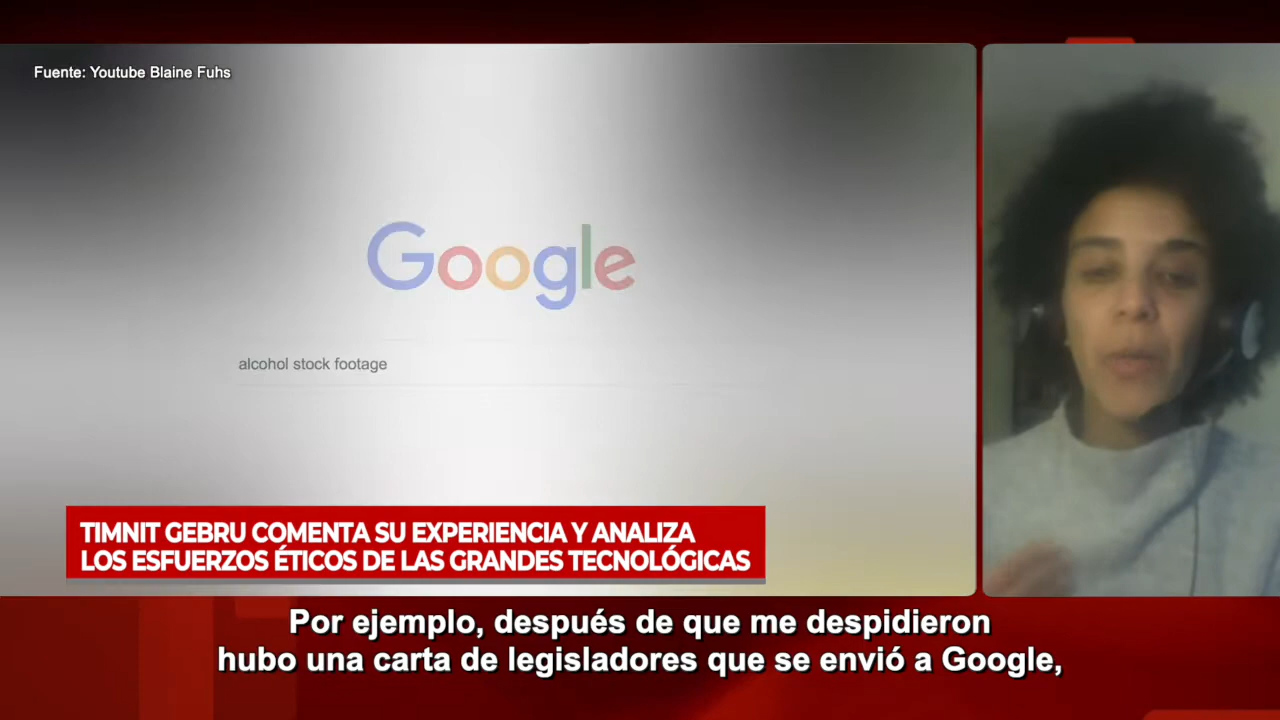 Fuente: Youtube Blaine Fuhs
Google
alcohol stock footage
TIMNIT GEBRU COMENTA SU EXPERIENCIA Y ANALIZA
LOS ESFUERZOS ÉTICOS DE LAS GRANDES TECNOLÓGICAS
Por ejemplo, después de que me despidieron
hubo una carta de legisladores que se envió a Google,